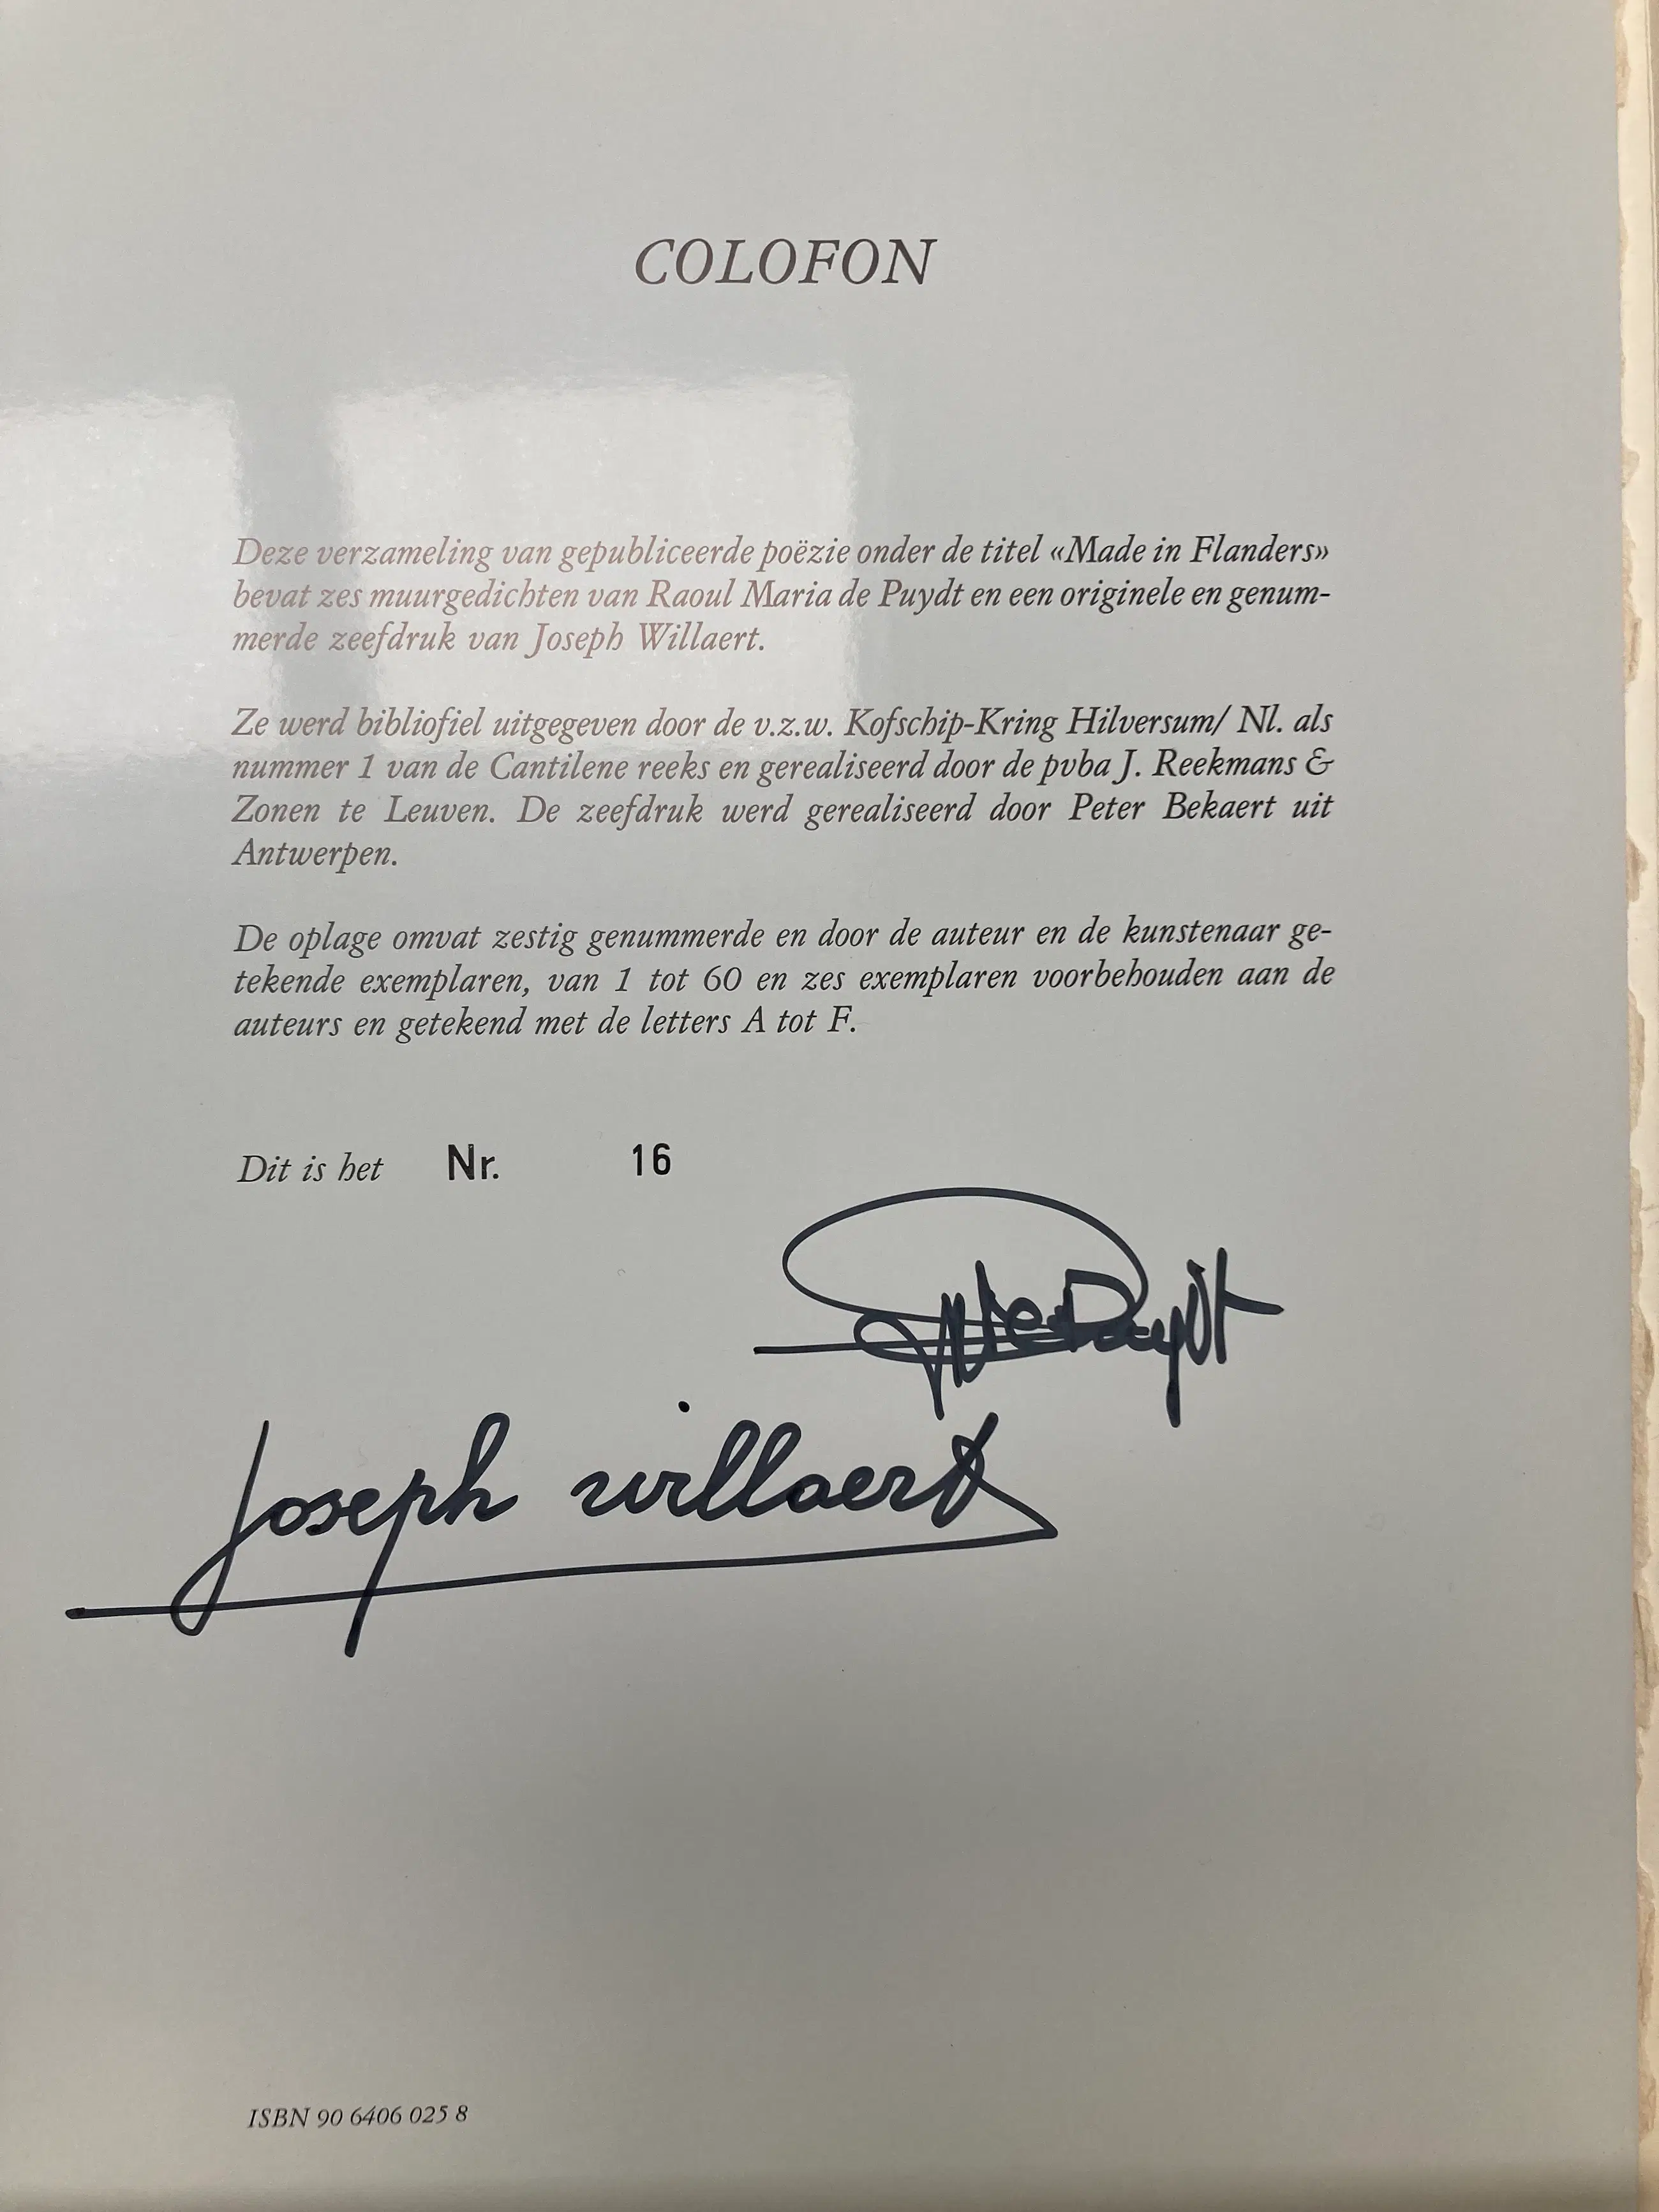 COLOFON
Deze verzameling van gepubliceerde poëzie onder de titel «Made in Flanders»
bevat zes muurgedichten van Raoul Maria de Puydt en een originele en genum-
merde zeefdruk van Joseph Willaert.
Ze werd bibliofiel uitgegeven door de v.z.w. Kofschip-Kring Hilversum/ Nl. als
nummer 1 van de Cantilene reeks en gerealiseerd door de pvba J. Reekmans &
Zonen te Leuven. De zeefdruk werd gerealiseerd door Peter Bekaert uit
Antwerpen.
De oplage omvat zestig genummerde en door de auteur en de kunstenaar ge-
tekende exemplaren, van 1 tot 60 en zes exemplaren voorbehouden aan de
auteurs en getekend met de letters A tot F.
Dit is het Nr. 16
de Puydt
Joseph willaert
ISBN 90 6406 025 8